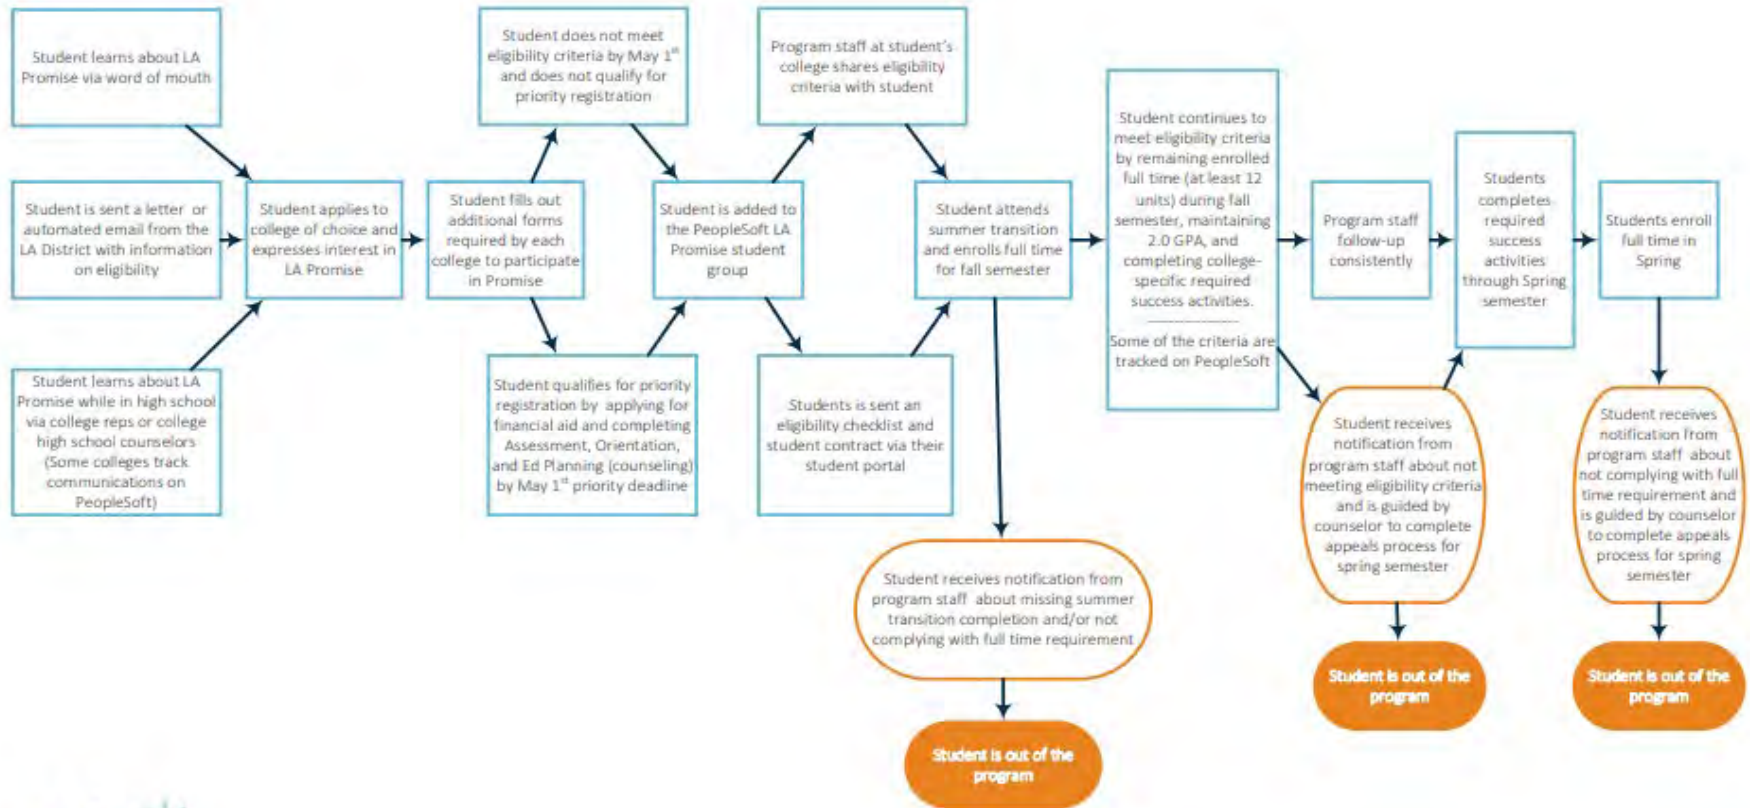 Student learns about LA
Promise via word of mouth
Student is sent a letter or
automated email from the
LA District with information
on eligibility
Student learns about LA
Promise while in high school
via college reps or college
high school counselors
(Some colleges track
communications on
PeopleSoft)
Student applies to
college of choice and
expresses interest in
LA Promise
Student does not meet
eligibility criteria by May 1st
and does not qualify for
priority registration
Student fills out
additional forms
required by each
college to participate
in Promise
Student qualifies for priority
registration by applying for
financial aid and completing
Assessment, Orientation,
and Ed Planning (counseling)
by May 1st priority deadline
Student is added to
the PeopleSoft LA
Promise student
group
Program staff at student's
college shares eligibility
criteria with student
Students is sent an
eligibility checklist and
student contract via their
student portal
Student attends
summer transition
and enrolls full time
for fall semester
Student receives notification from
program staff about missing summer
transition completion and/or not
complying with full time requirement
Student is out of the
program
Student continues to
meet eligibility criteria
by remaining enrolled
full time (at least 12
units) during fall
semester, maintaining
2.0 GPA, and
completing college-
specific required
success activities.
--------------------
Some of the criteria are
tracked on PeopleSoft
Program staff
follow-up
consistently
Student receives
notification from
program staff about not
meeting eligibility criteria
and is guided by
counselor to complete
appeals process for
spring semester
Student is out of the
program
Students
completes
required
success
activities
through Spring
semester
Students enroll
full time in
Spring
Student receives
notification from
program staff about
not complying with full
time requirement and
is guided by counselor
to complete appeals
process for spring
semester
Student is out of the
program